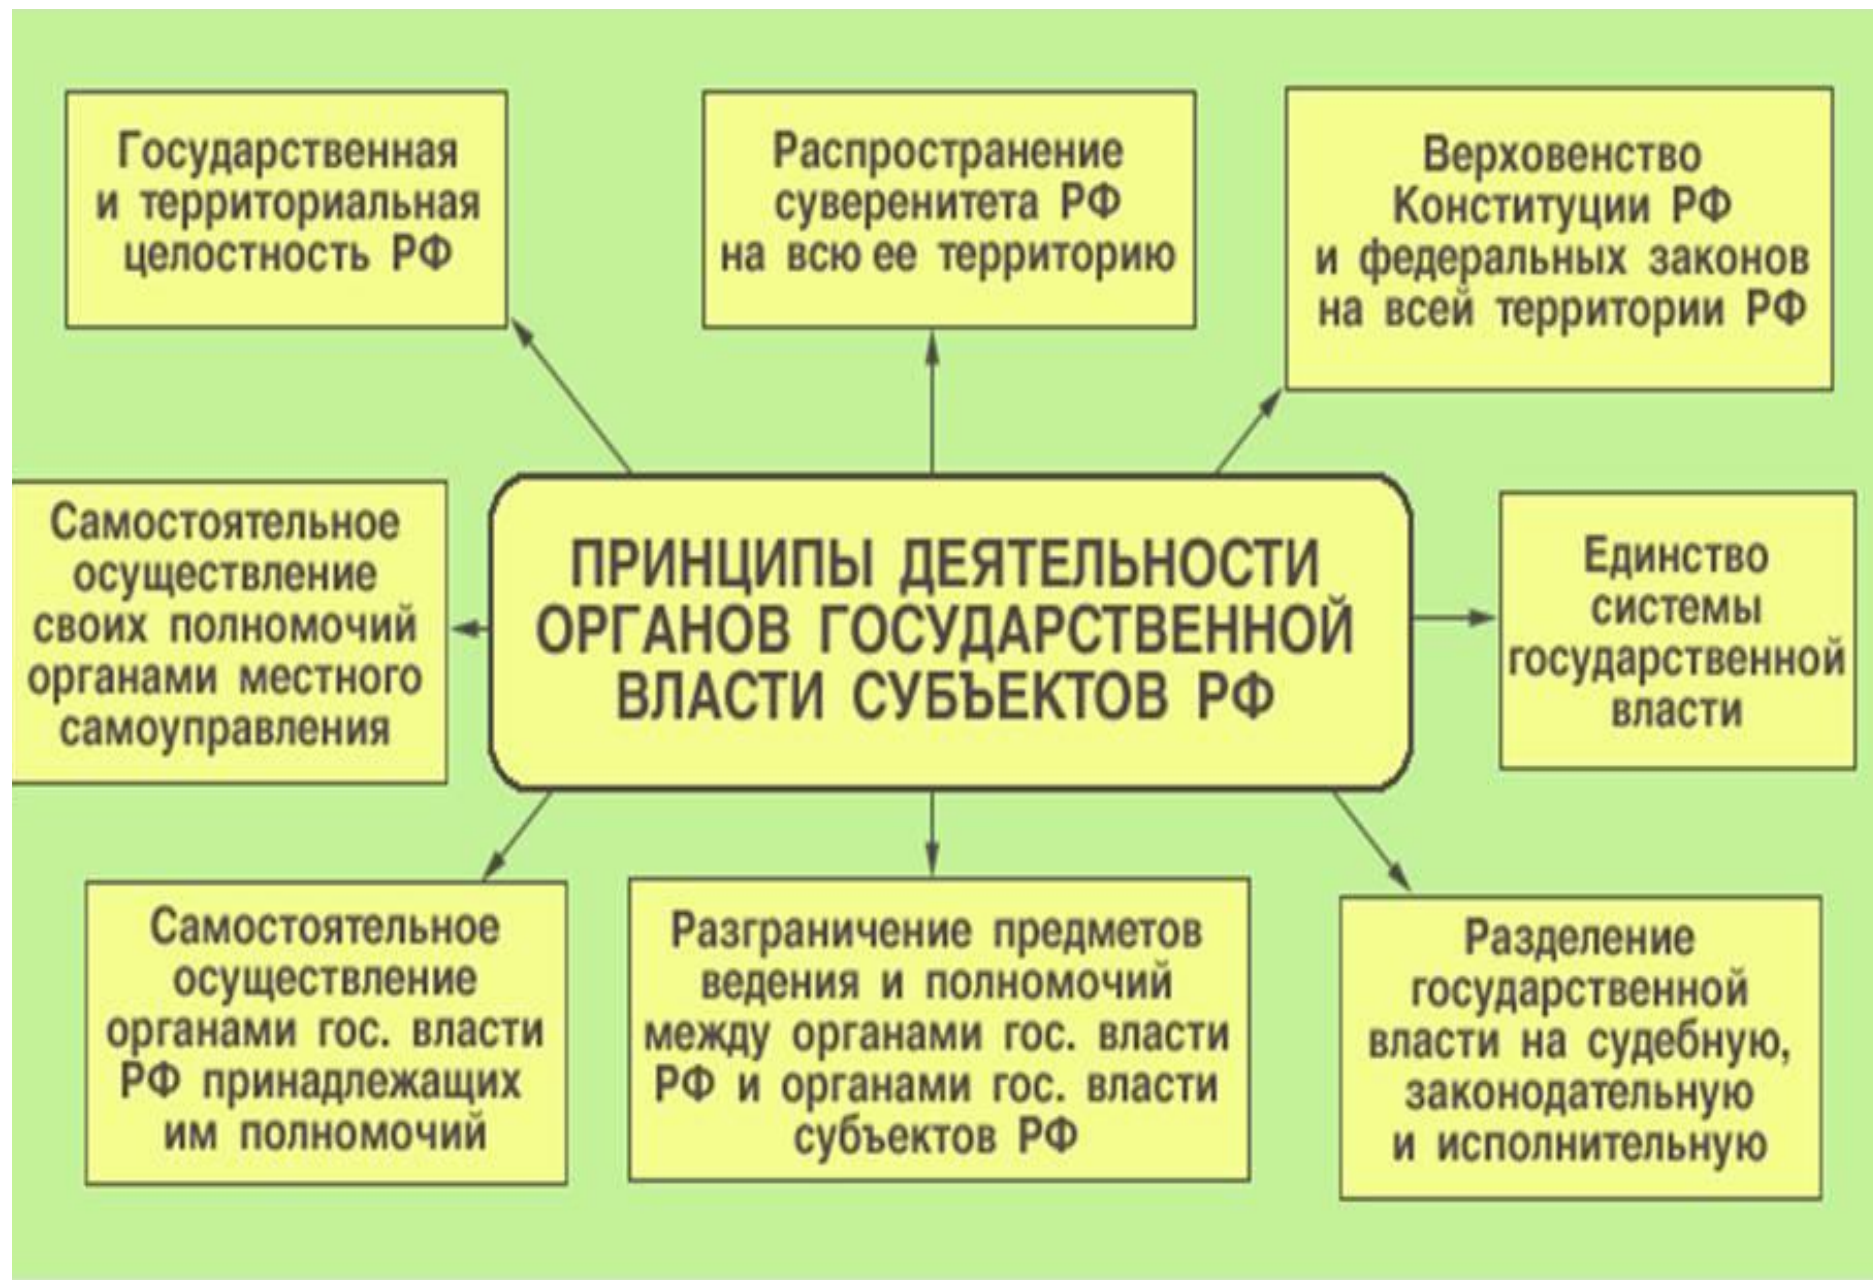 Государственная
и территориальная
целостность РФ
Распространение
суверенитета РФ
на всю ее территорию
Верховенство
Конституции РФ
и федеральных законов
на всей территории РФ
Самостоятельное
осуществление
своих полномочий
органами местного
самоуправления
ПРИНЦИПЫ ДЕЯТЕЛЬНОСТИ
ОРГАНОВ ГОСУДАРСТВЕННОЙ
ВЛАСТИ СУБЪЕКТОВ РФ
Единство
системы
государственной
власти
Самостоятельное
осуществление
органами гос. власти
РФ принадлежащих
им полномочий
Разграничение предметов
ведения и полномочий
между органами гос. власти
РФ и органами гос. власти
субъектов РФ
Разделение
государственной
власти на судебную,
законодательную
и исполнительную